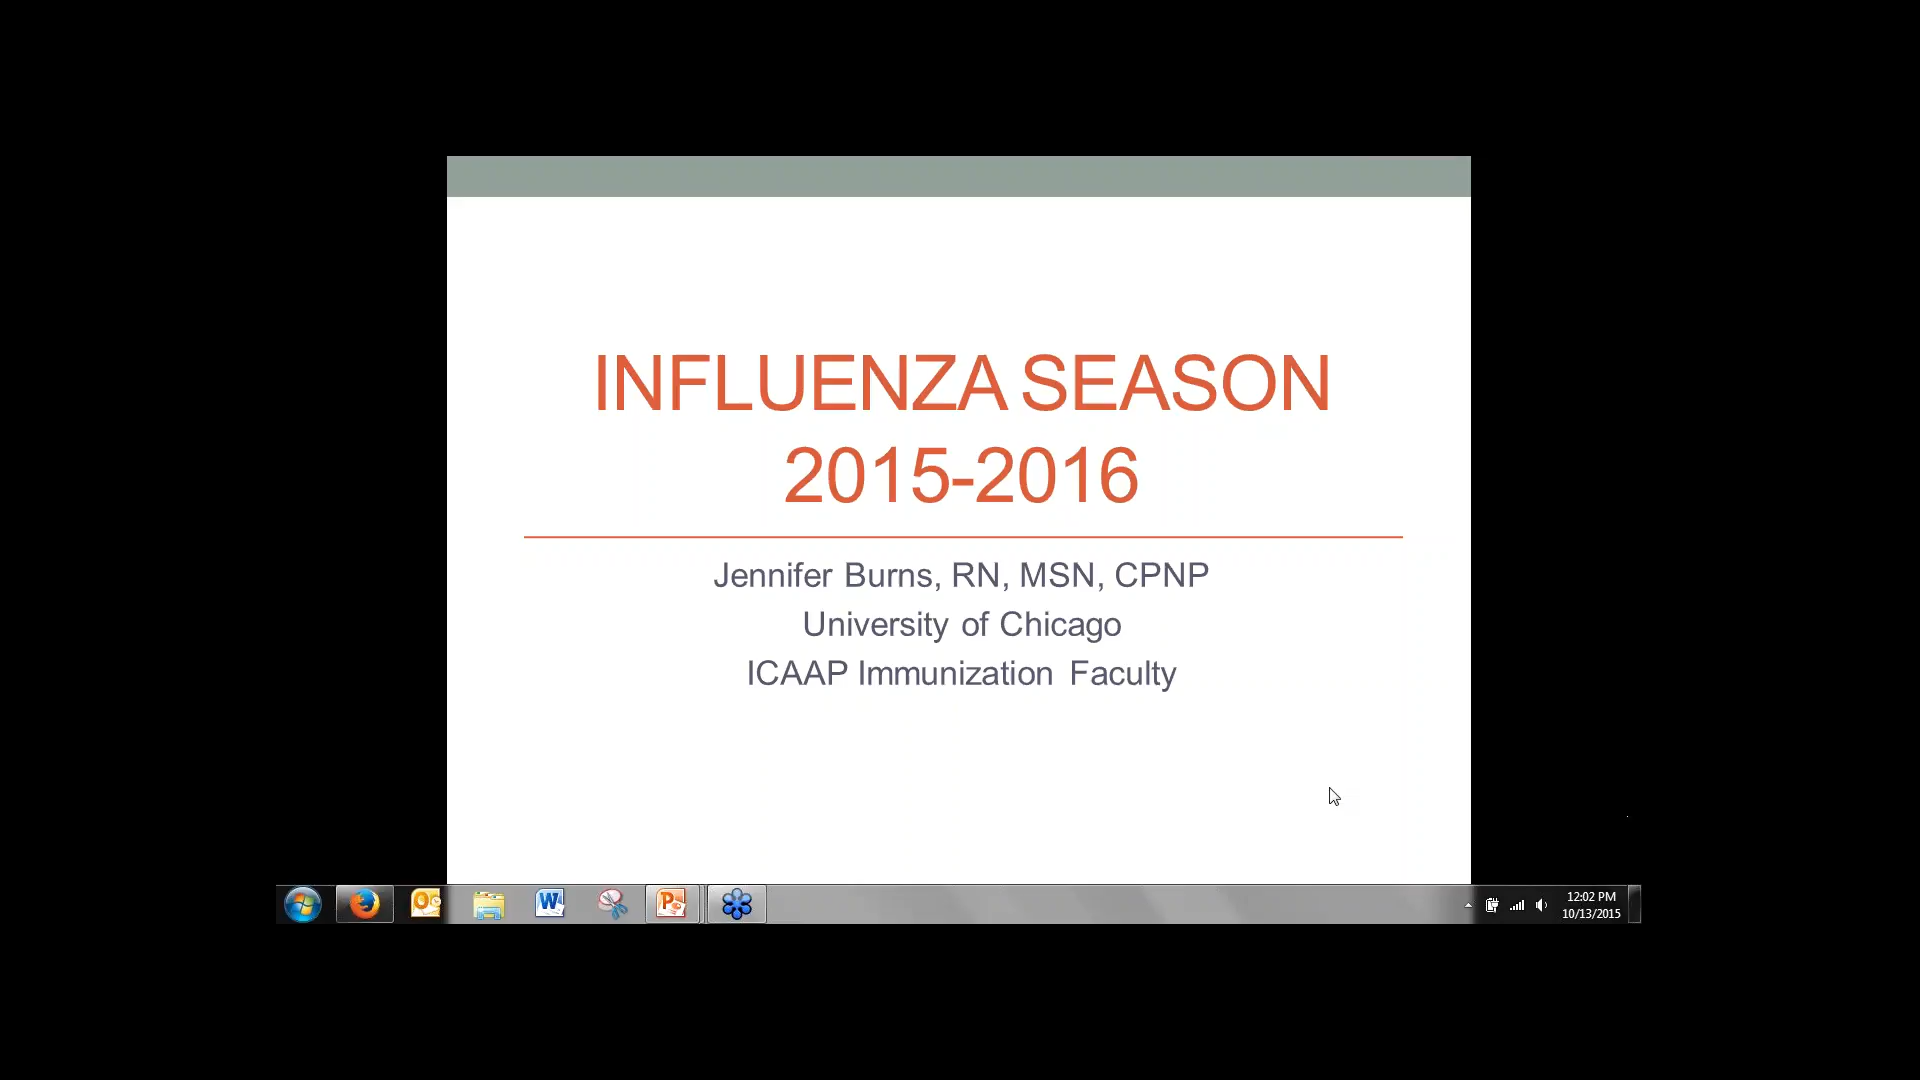 INFLUENZA SEASON
2015-2016
Jennifer Burns, RN, MSN, CPNP
University of Chicago
ICAAP Immunization Faculty
12:02 PM
10/13/2015